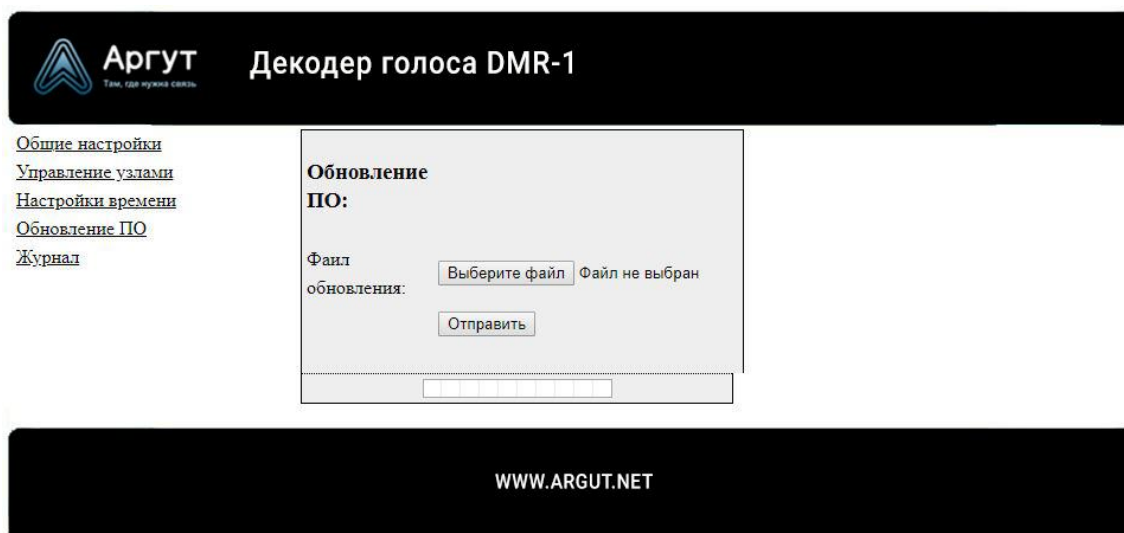 Аргут
Там, где нужна связь
Декодер голоса DMR-1
Общие настройки
Управление узлами
Настройки времени
Обновление ПО
Журнал
Обновление
ПО:
Фаил
обновления:
Выберите файл Файл не выбран
Отправить
WWW.ARGUT.NET